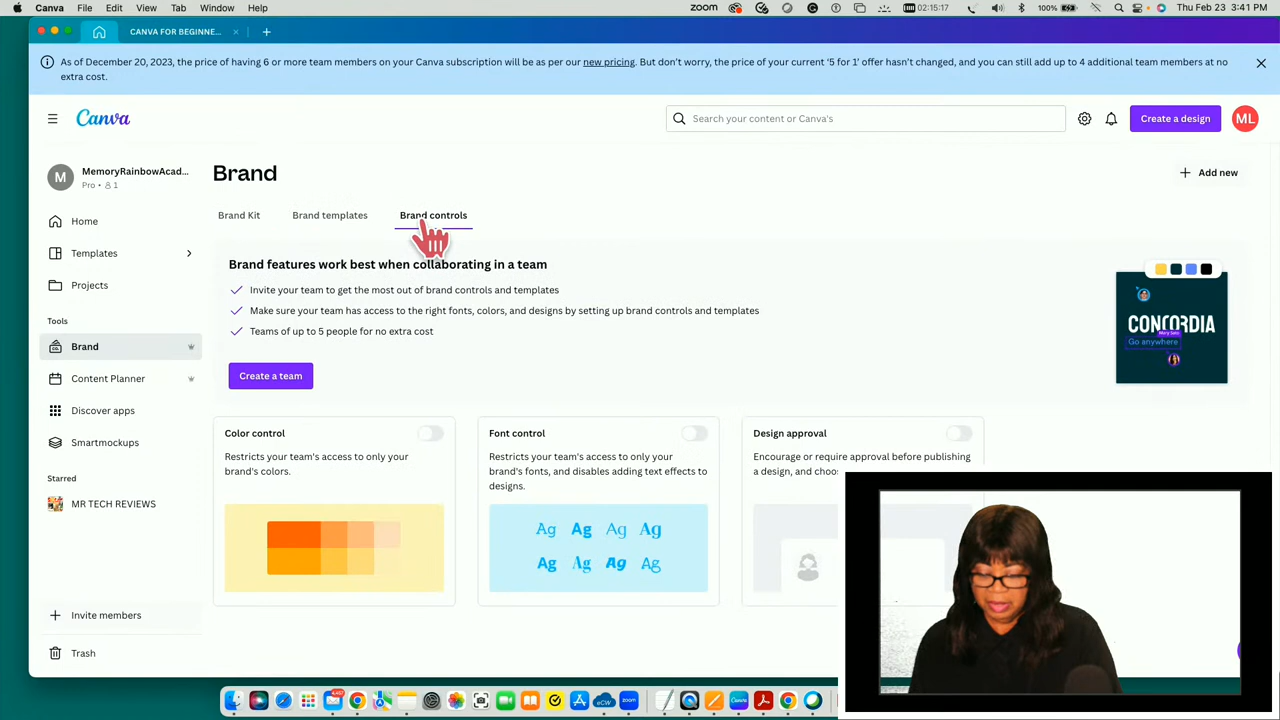 Canva File Edit View Window Help
zoom 02:15:17 100% Thu Feb 23 3:41 PM
CANVA FOR BEGINNE...
As of December 20, 2023, the price of having 6 or more team members on your Canva subscription will be as per our new pricing. But don't worry, the price of your current '5 for 1' offer hasn't changed, and you can still add up to 4 additional team members at no
extra cost.
Canva
Search your content or Canva's
Create a design
ML
M
MemoryRainbowAcad...
Pro • 1
Home
Templates
Projects
Tools
Brand
Content Planner
Discover apps
Smartmockups
Starred
MR TECH REVIEWS
Invite members
Trash
Brand
Add new
Brand Kit Brand templates Brand controls
Brand features work best when collaborating in a team
Invite your team to get the most out of brand controls and templates
Make sure your team has access to the right fonts, colors, and designs by setting up brand controls and templates
Teams of up to 5 people for no extra cost
Create a team
CONCORDIA
Go anywhere
Color control
Restricts your team's access to only your
brand's colors.
Font control
Restricts your team's access to only your
brand's fonts, and disables adding text effects to
designs.
Ag Ag Ag Ag
Ag Ag Ag Ag
Design approval
Encourage or require approval before publishing
a design, and choo
eCW zoom